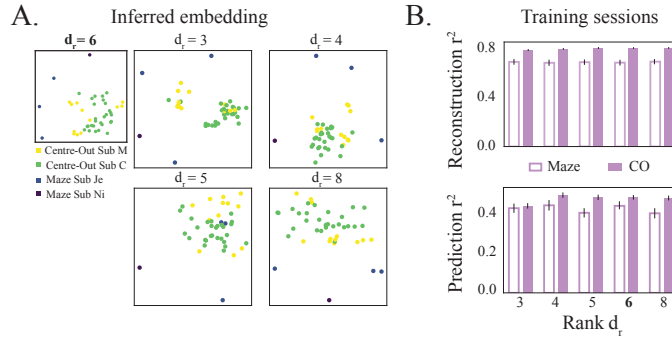 A.
Inferred embedding
d_r = 6
d_r = 3
d_r = 4
Centre-Out Sub M
Centre-Out Sub C
Maze Sub Je
Maze Sub Ni
d_r = 5
d_r = 8
B.
Training sessions
Reconstruction r²
0.8
0.4
0.0
Maze
CO
Prediction r²
0.4
0.2
0.0
3 4 5 6 8
Rank d_r